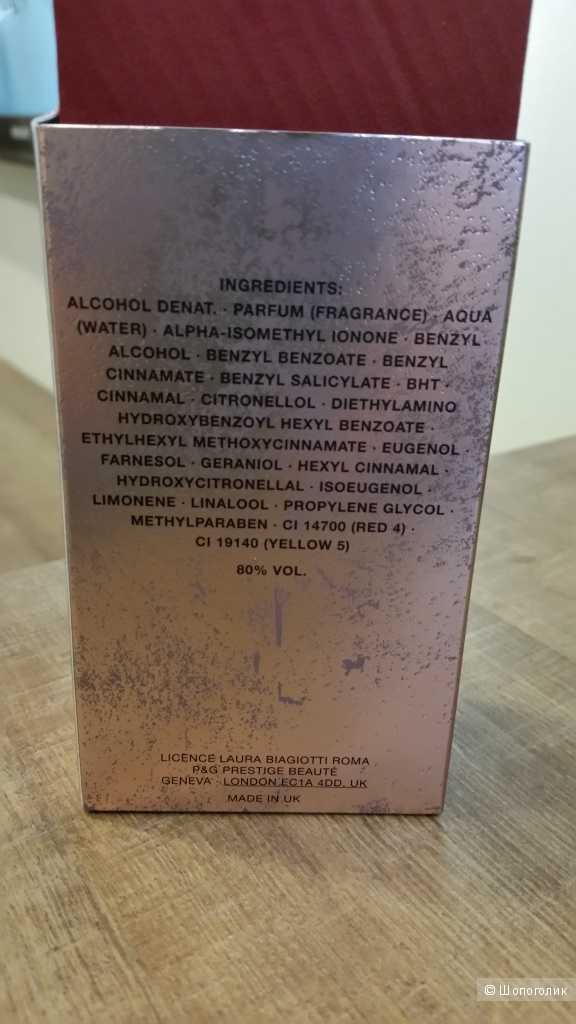 INGREDIENTS:
ALCOHOL DENAT. · PARFUM (FRAGRANCE) · AQUA
(WATER) · ALPHA-ISOMETHYL IONONE · BENZYL
ALCOHOL · BENZYL BENZOATE · BENZYL
CINNAMATE · BENZYL SALICYLATE · BHT ·
CINNAMAL · CITRONELLOL · DIETHYLAMINO
HYDROXYBENZOYL HEXYL BENZOATE ·
ETHYLHEXYL METHOXYCINNAMATE · EUGENOL ·
FARNESOL · GERANIOL · HEXYL CINNAMAL ·
HYDROXYCITRONELLAL · ISOEUGENOL ·
LIMONENE · LINALOOL · PROPYLENE GLYCOL ·
METHYLPARABEN · CI 14700 (RED 4) ·
CI 19140 (YELLOW 5)
80% VOL.
LICENCE LAURA BIAGIOTTI ROMA
P&G PRESTIGE BEAUTÉ
GENEVA · LONDON EC1A 4DD, UK
MADE IN UK
© Шопоголик